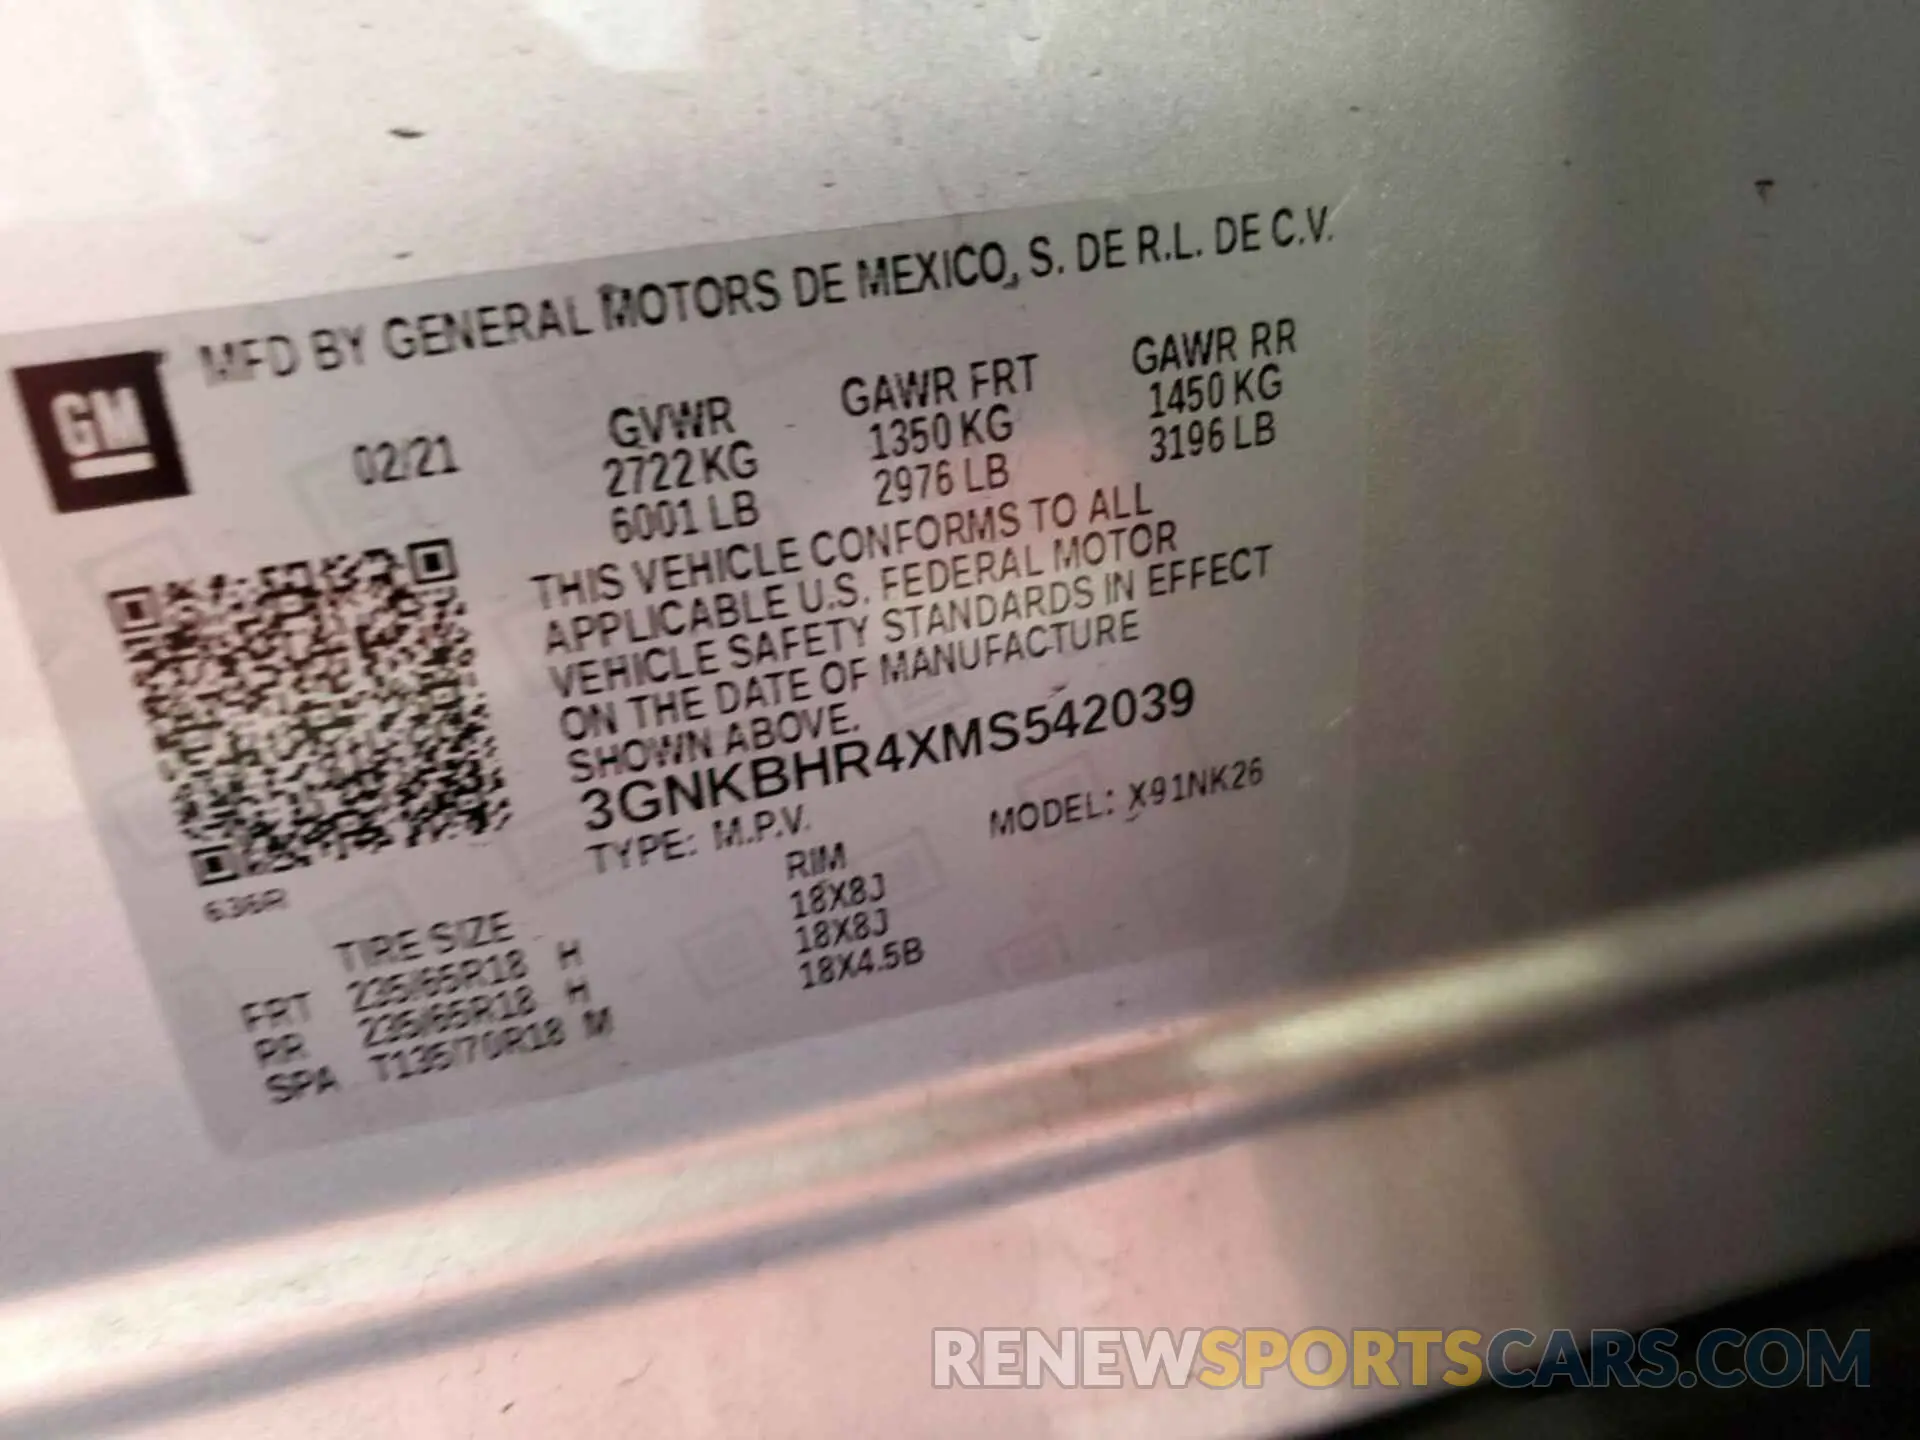 MFD BY GENERAL MOTORS DE MEXICO, S. DE R.L. DE C.V.
GM
02/21 GVWR GAWR FRT GAWR RR
2722 KG 1350 KG 1450 KG
6001 LB 2976 LB 3196 LB
THIS VEHICLE CONFORMS TO ALL
APPLICABLE U.S. FEDERAL MOTOR
VEHICLE SAFETY STANDARDS IN EFFECT
ON THE DATE OF MANUFACTURE
SHOWN ABOVE.
3GNKBHR4XMS542039
TYPE: M.P.V. MODEL: X91NK26
636R
TIRE SIZE RIM
FRT 235/65R18 H 18X8J
RR 235/65R18 H 18X8J
SPA T135/70R18 M 18X4.5B
RENEWSPORTSCARS.COM